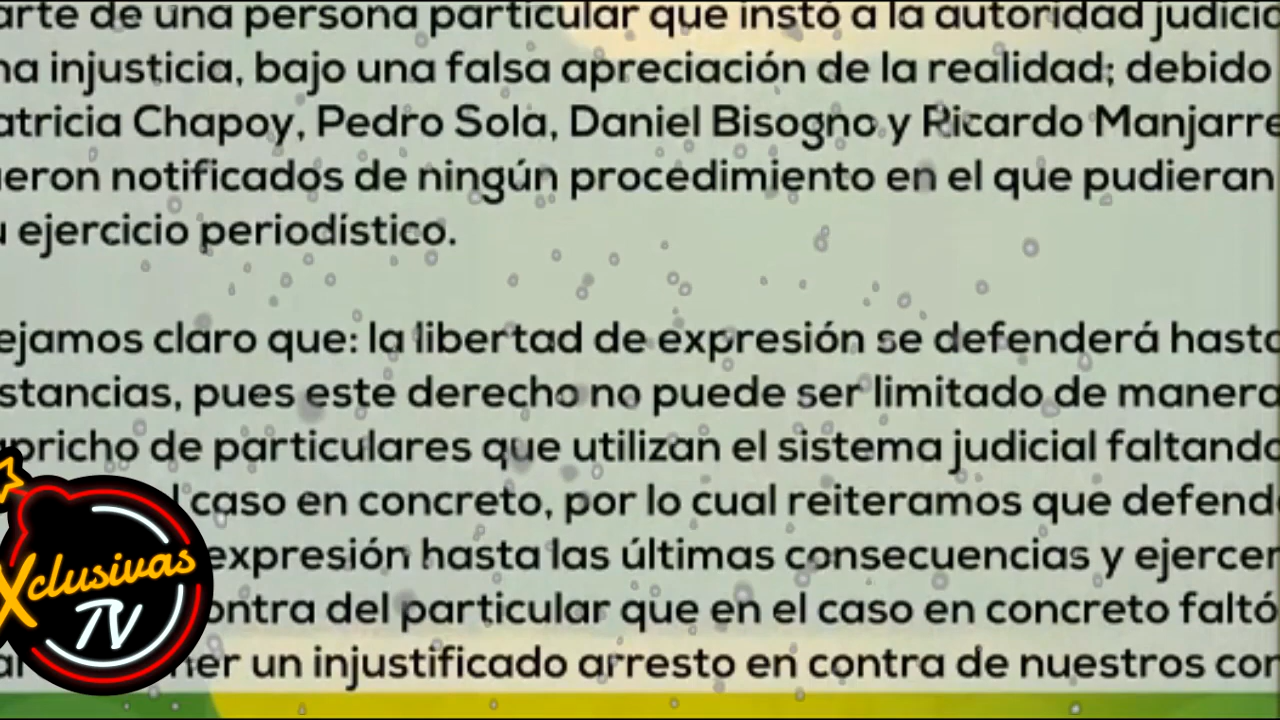 arte de una persona particular que instó a la autoridad judicia
na injusticia, bajo una falsa apreciación de la realidad; debido
atricia Chapoy, Pedro Sola, Daniel Bisogno y Ricardo Manjarre
ueron notificados de ningún procedimiento en el que pudieran
u ejercicio periodístico.
ejamos claro que: la libertad de expresión se defenderá hasta
stancias, pues este derecho no puede ser limitado de manera
apricho de particulares que utilizan el sistema judicial faltando
l caso en concreto, por lo cual reiteramos que defend
expresión hasta las últimas consecuencias y ejercer
ontra del particular que en el caso en concreto faltó
ner un injustificado arresto en contra de nuestros con
Xclusivas
TV